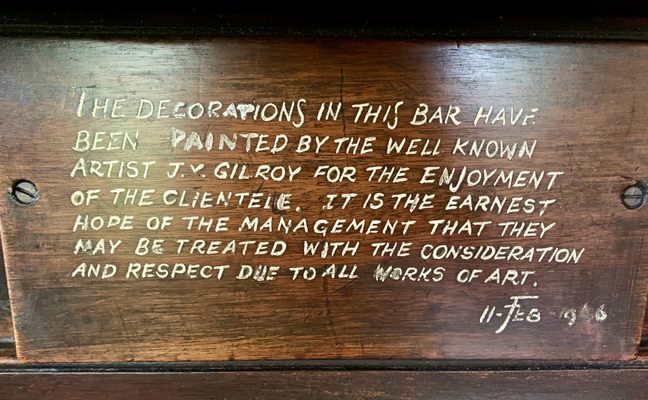 THE DECORATIONS IN THIS BAR HAVE
BEEN PAINTED BY THE WELL KNOWN
ARTIST J.Y. GILROY FOR THE ENJOYMENT
OF THE CLIENTELE. IT IS THE EARNEST
HOPE OF THE MANAGEMENT THAT THEY
MAY BE TREATED WITH THE CONSIDERATION
AND RESPECT DUE TO ALL WORKS OF ART.
11-FEB-1946